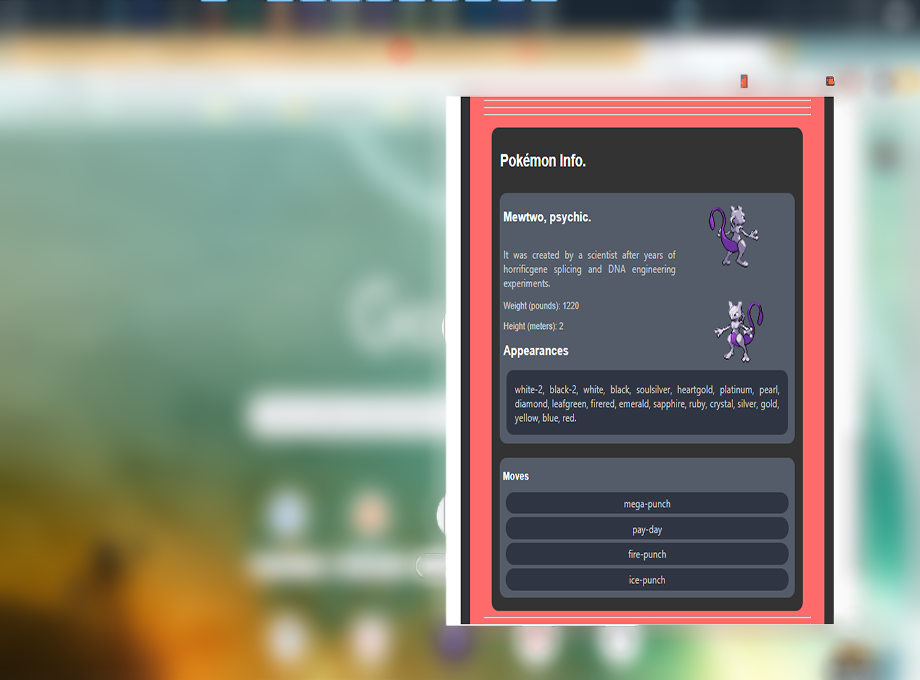 Pokémon Info.
Mewtwo, psychic.
It was created by a scientist after years of
horrificgene splicing and DNA engineering
experiments.
Weight (pounds): 1220
Height (meters): 2
Appearances
white-2, black-2, white, black, soulsilver, heartgold, platinum, pearl,
diamond, leafgreen, firered, emerald, sapphire, ruby, crystal, silver, gold,
yellow, blue, red.
Moves
mega-punch
pay-day
fire-punch
ice-punch